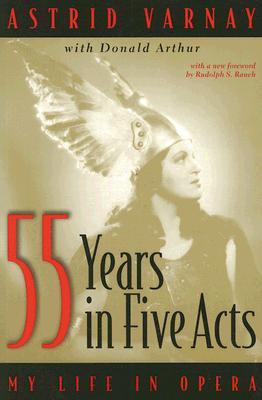 ASTRID VARNAY
with Donald Arthur
with a new foreword
by Rudolph S. Rauch
55 Years
in Five Acts
MY LIFE IN OPERA